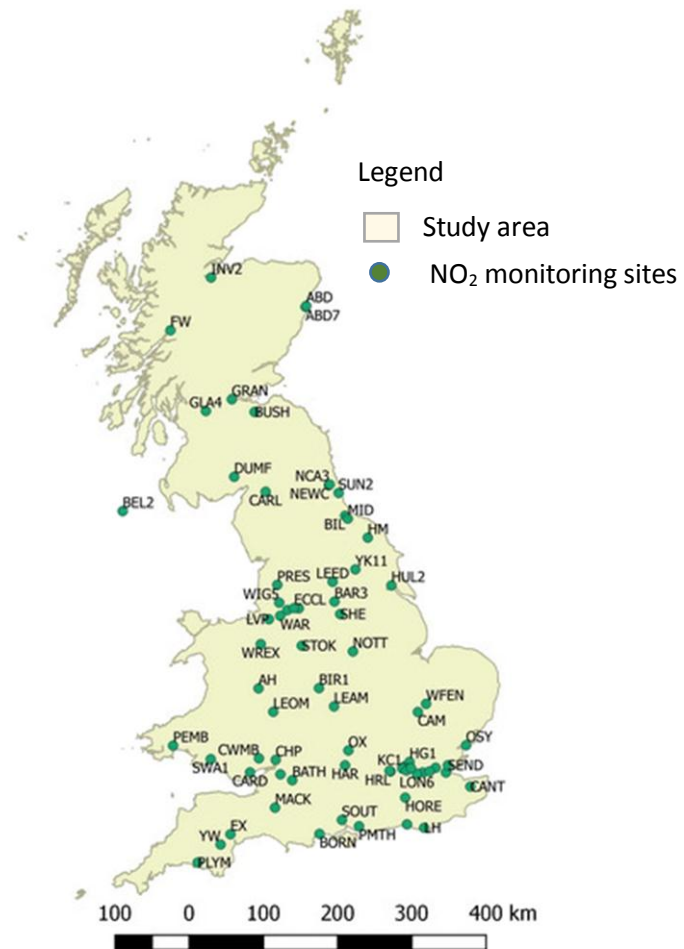 Legend
Study area
NO₂ monitoring sites
INV2
ABD
ABD7
FW
GRAN
GLA4
BUSH
DUMF
NCA3
SUN2
NEWC
CARL
BEL2
MID
BIL
HM
YK11
PRES
LEED
HUL2
WIG5
ECCL
BAR3
SHE
LVP
WAR
WREX
STOK
NOTT
AH
BIR1
LEOM
LEAM
WFEN
CAM
PEMB
OSY
CWMB
CHP
OX
KC1
HG1
SWA1
SEND
CARD
BATH
HAR
HRL
LON6
CANT
MACK
HORE
SOUT
YW
EX
BORN
PMTH
LH
PLYM
100 0 100 200 300 400 km